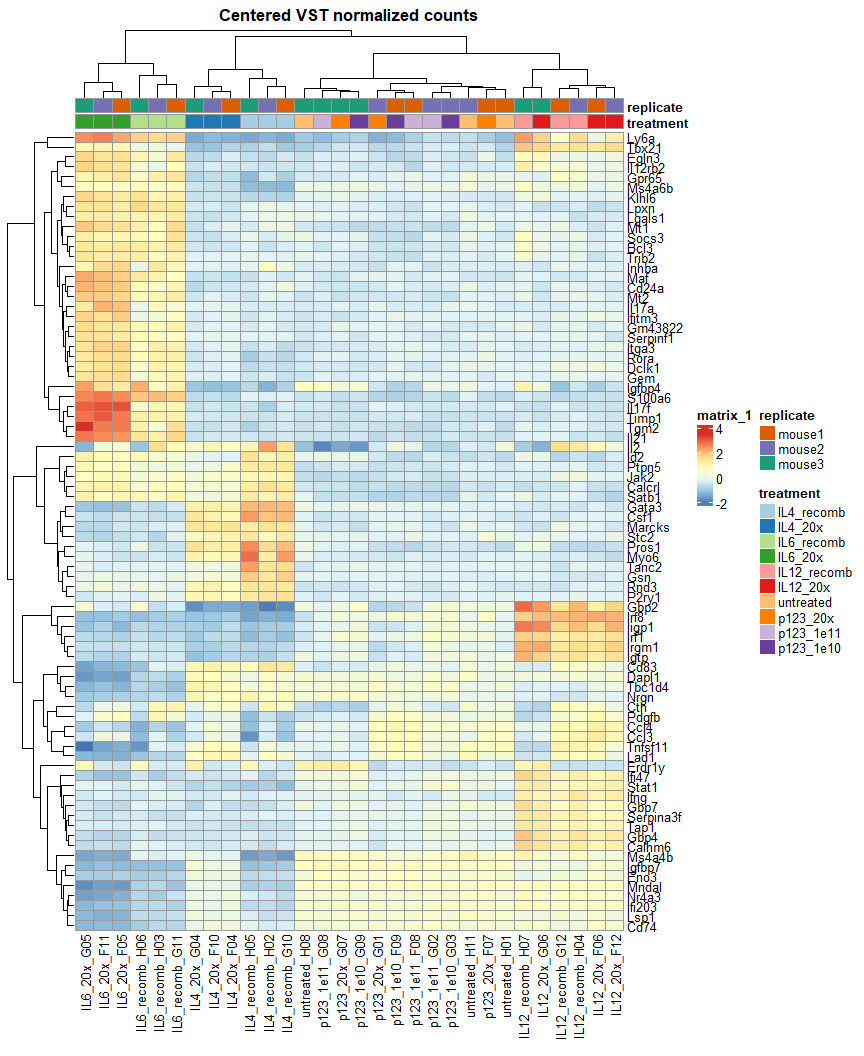 Centered VST normalized counts
replicate
treatment
Ly6a
Tbx21
Egln3
Il12rb2
Gpr65
Ms4a6b
Klhl6
Lpxn
Lgals1
Mt1
Socs3
Bcl3
Trib2
Inhba
Maf
Cd24a
Mt2
Il17a
Ifitm3
Gm43822
Serpinf1
Itga3
Rora
Dclk1
Gem
Igfbp4
S100a6
Il17f
Timp1
Tgm2
Il21
Il2
Id2
Ptpn5
Jak2
Calcrl
Satb1
Gata3
Csf1
Marcks
Stc2
Pros1
Myo6
Tanc2
Gsn
Rnd3
P2ry1
Gbp2
Irf8
Iigp1
Irf1
Irgm1
Igtp
Cd83
Dapl1
Tbc1d4
Nrgn
Cth
Pdgfb
Ccl4
Ccl3
Tnfsf11
Lad1
Erdr1y
Ifi47
Stat1
Ifng
Gbp7
Serpina3f
Tap1
Gbp4
Calhm6
Ms4a4b
Igfbp7
Eno3
Mndal
Nr4a3
Ifi203
Lsp1
Cd74
IL6_20x_G05
IL6_20x_F11
IL6_20x_F05
IL6_recomb_H06
IL6_recomb_H03
IL6_recomb_G11
IL4_20x_G04
IL4_20x_F10
IL4_20x_F04
IL4_recomb_H05
IL4_recomb_H02
IL4_recomb_G10
untreated_H08
p123_1e11_G08
p123_20x_G07
p123_1e10_G09
p123_20x_G01
p123_1e10_F09
p123_1e11_F08
p123_1e11_G02
p123_1e10_G03
untreated_H11
p123_20x_F07
untreated_H01
IL12_recomb_H07
IL12_20x_G06
IL12_recomb_G12
IL12_recomb_H04
IL12_20x_F06
IL12_20x_F12
matrix_1
4
2
0
-2
replicate
mouse1
mouse2
mouse3
treatment
IL4_recomb
IL4_20x
IL6_recomb
IL6_20x
IL12_recomb
IL12_20x
untreated
p123_20x
p123_1e11
p123_1e10